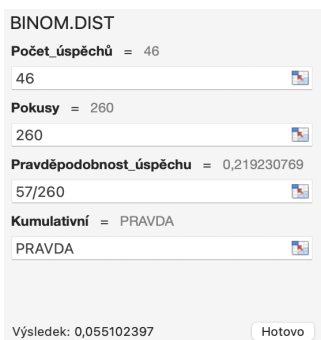 BINOM.DIST
Počet_úspěchů = 46
46
Pokusy = 260
260
Pravděpodobnost_úspěchu = 0,219230769
57/260
Kumulativní = PRAVDA
PRAVDA
Výsledek: 0,055102397 Hotovo